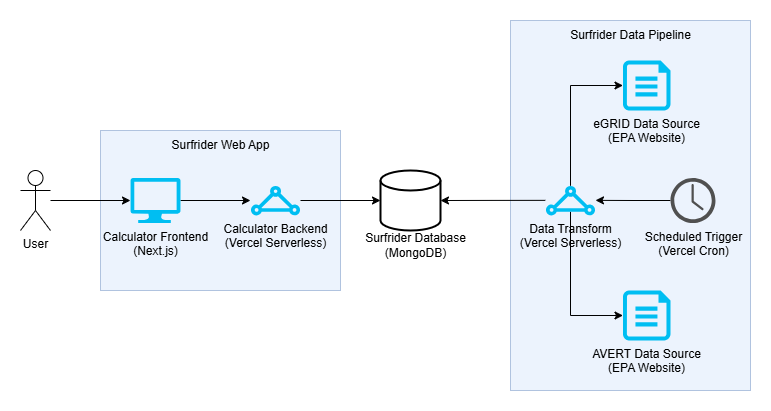 Surfrider Data Pipeline
eGRID Data Source
(EPA Website)
Surfrider Web App
User
Calculator Frontend
(Next.js)
Calculator Backend
(Vercel Serverless)
Surfrider Database
(MongoDB)
Data Transform
(Vercel Serverless)
Scheduled Trigger
(Vercel Cron)
AVERT Data Source
(EPA Website)